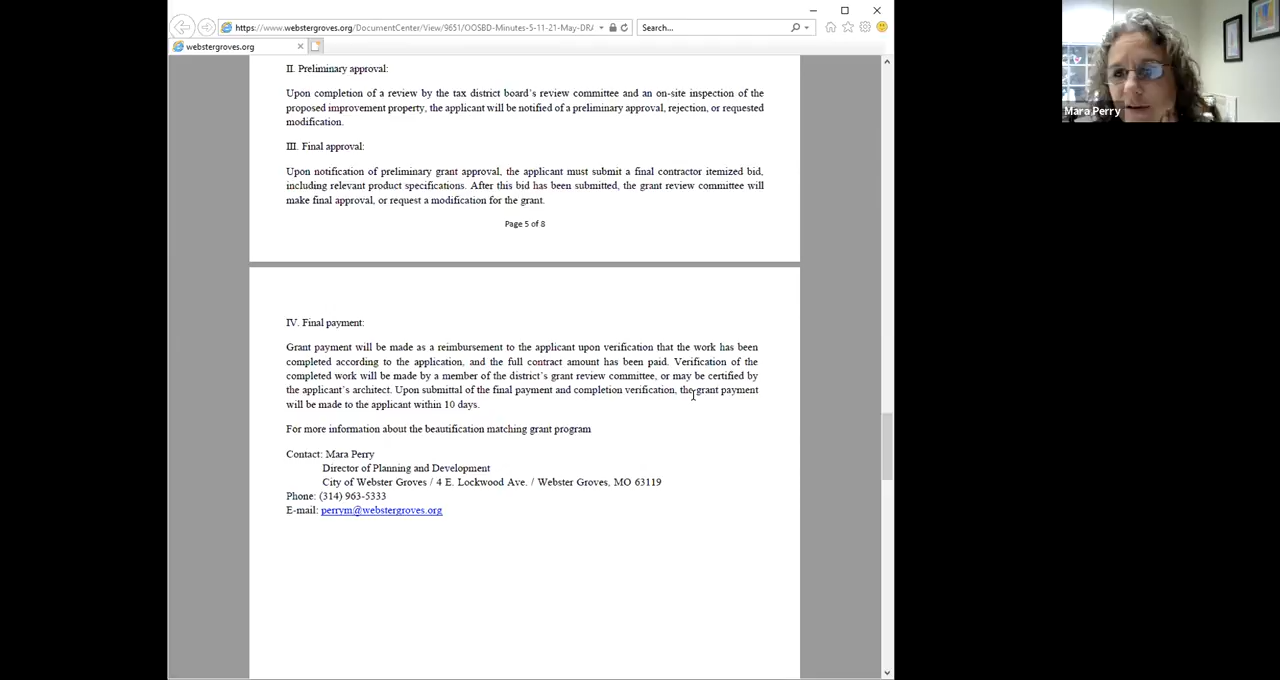 https://www.webstergroves.org/DocumentCenter/View/9651/OOSBD-Minutes-5-11-21-May-DRA
Search...
webstergroves.org
Mara Perry
II. Preliminary approval:
Upon completion of a review by the tax district board's review committee and an on-site inspection of the
proposed improvement property, the applicant will be notified of a preliminary approval, rejection, or requested
modification.
III. Final approval:
Upon notification of preliminary grant approval, the applicant must submit a final contractor itemized bid,
including relevant product specifications. After this bid has been submitted, the grant review committee will
make final approval, or request a modification for the grant.
Page 5 of 8
IV. Final payment:
Grant payment will be made as a reimbursement to the applicant upon verification that the work has been
completed according to the application, and the full contract amount has been paid. Verification of the
completed work will be made by a member of the district's grant review committee, or may be certified by
the applicant's architect. Upon submittal of the final payment and completion verification, the grant payment
will be made to the applicant within 10 days.
For more information about the beautification matching grant program
Contact: Mara Perry
Director of Planning and Development
City of Webster Groves / 4 E. Lockwood Ave. / Webster Groves, MO 63119
Phone: (314) 963-5333
E-mail: perrym@webstergroves.org